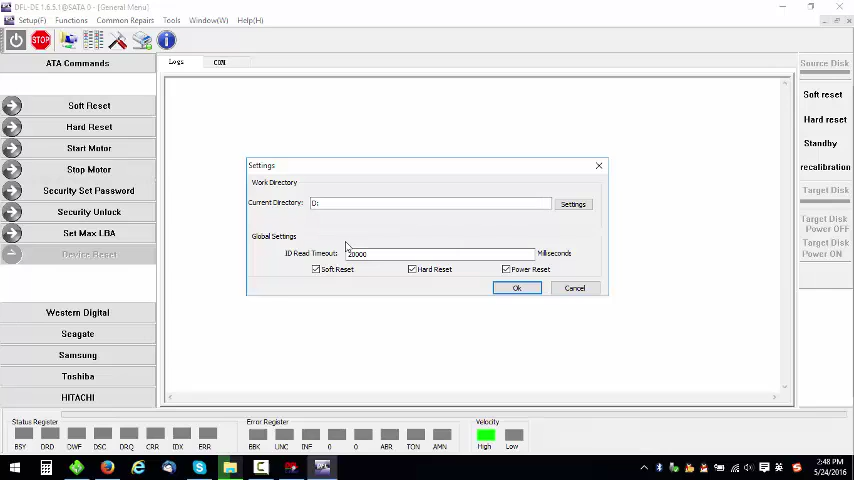 DFL-DE 1.6.5.1@SATA 0 - [General Menu]
Setup(F) Functions Common Repairs Tools Window(W) Help(H)
STOP
ATA Commands
Soft Reset
Hard Reset
Start Motor
Stop Motor
Security Set Password
Security Unlock
Set Max LBA
Device Reset
Western Digital
Seagate
Samsung
Toshiba
HITACHI
Logs COM
Settings
Work Directory
Current Directory: D: Settings
Global Settings
ID Read Timeout: 20000 Milliseconds
Soft Reset Hard Reset Power Reset
Ok Cancel
Source Disk
Soft reset
Hard reset
Standby
recalibration
Target Disk
Target Disk
Power OFF
Target Disk
Power ON
Status Register
BSY DRD DWF DSC DRQ CRR IDX ERR
Error Register
BBK UNC INF 0 0 ABR TON AMN
Velocity
High Low
2:48 PM
5/24/2016